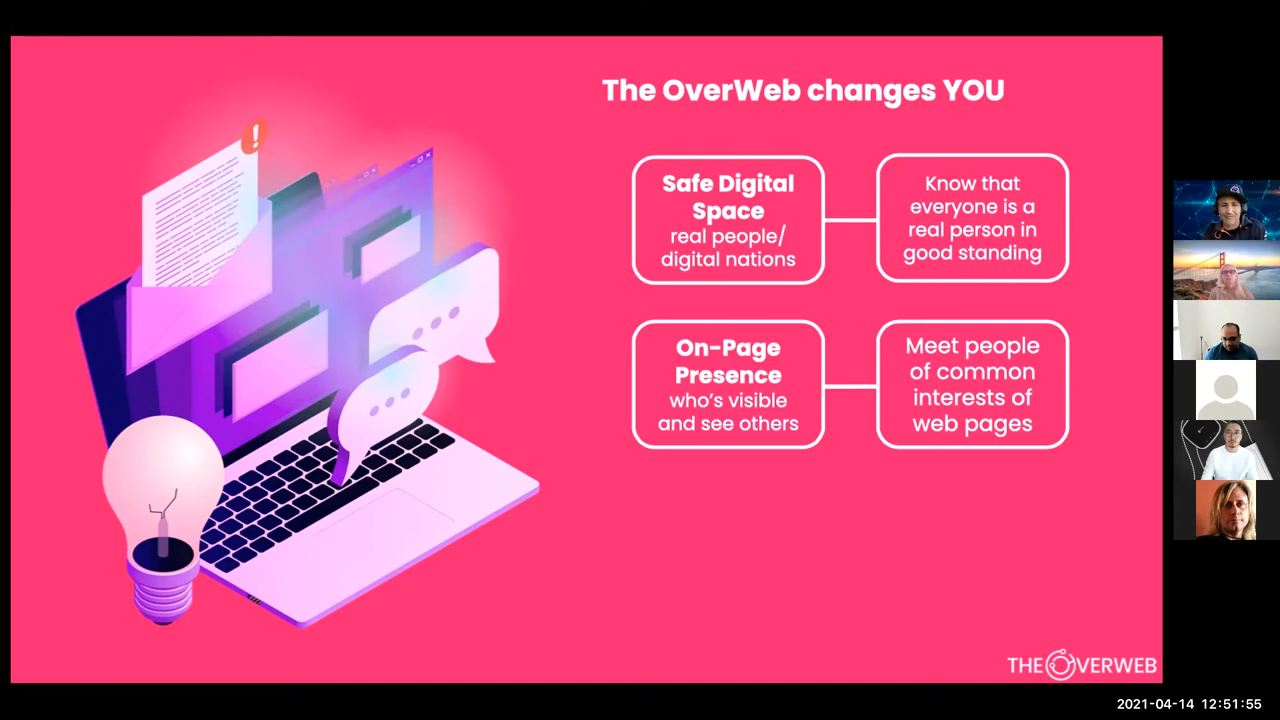 The OverWeb changes YOU
Safe Digital
Space
real people/
digital nations
Know that
everyone is a
real person in
good standing
On-Page
Presence
who's visible
and see others
Meet people
of common
interests of
web pages
THE OVERWEB
2021-04-14 12:51:55